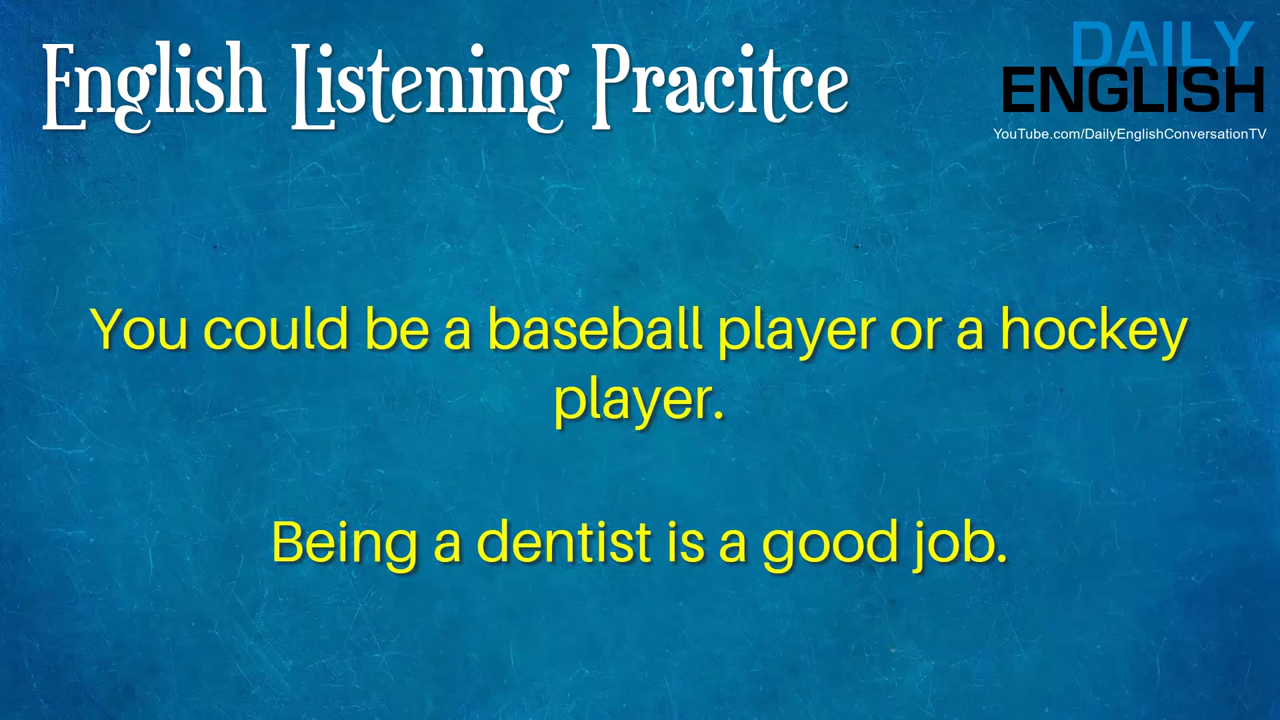 English Listening Pracitce
DAILY
ENGLISH
YouTube.com/DailyEnglishConversationTV
You could be a baseball player or a hockey
player.
Being a dentist is a good job.